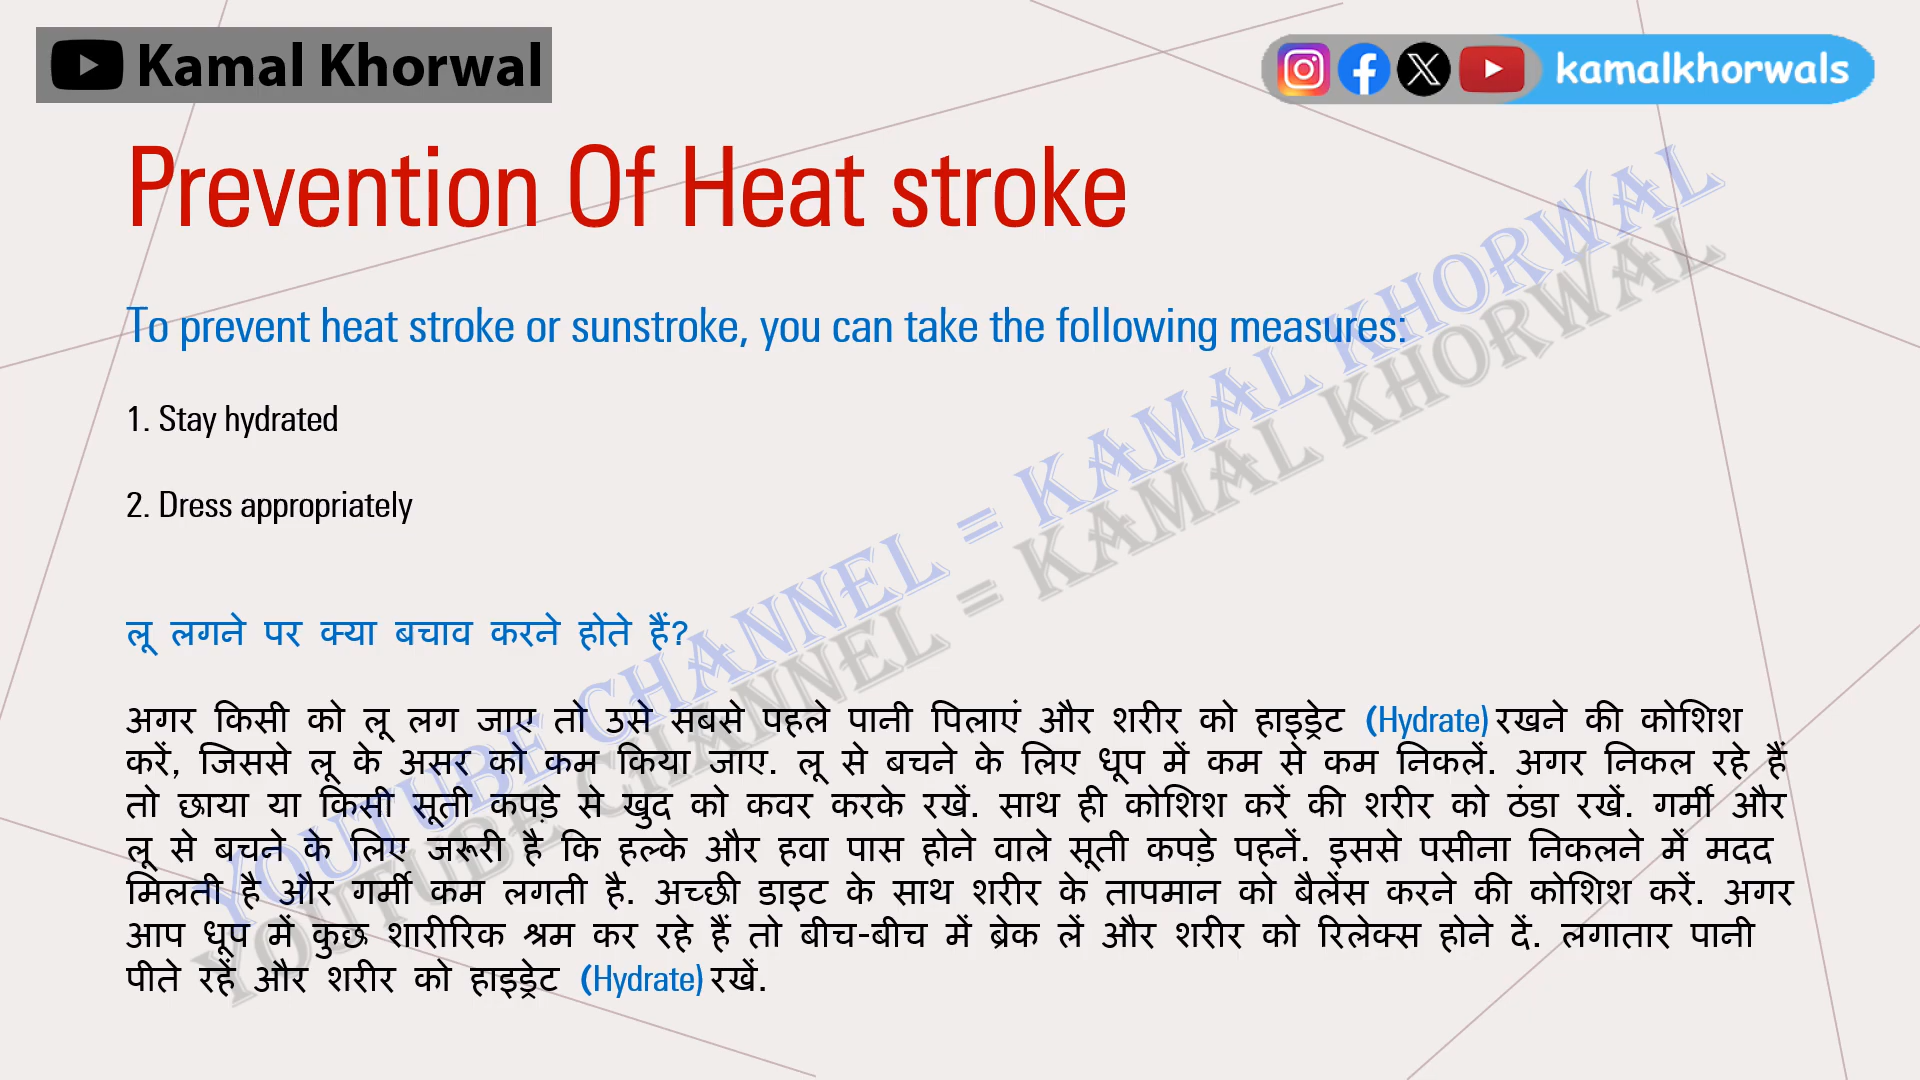 Kamal Khorwal
kamalkhorwals
Prevention Of Heat stroke
To prevent heat stroke or sunstroke, you can take the following measures:
1. Stay hydrated
2. Dress appropriately
लू लगने पर क्या बचाव करने होते हैं?
अगर किसी को लू लग जाए तो उसे सबसे पहले पानी पिलाएं और शरीर को हाइड्रेट (Hydrate) रखने की कोशिश
करें, जिससे लू के असर को कम किया जाए. लू से बचने के लिए धूप में कम से कम निकलें. अगर निकल रहे हैं
तो छाया या किसी सूती कपड़े से खुद को कवर करके रखें. साथ ही कोशिश करें की शरीर को ठंडा रखें. गर्मी और
लू से बचने के लिए जरूरी है कि हल्के और हवा पास होने वाले सूती कपड़े पहनें. इससे पसीना निकलने में मदद
मिलती है और गर्मी कम लगती है. अच्छी डाइट के साथ शरीर के तापमान को बैलेंस करने की कोशिश करें. अगर
आप धूप में कुछ शारीरिक श्रम कर रहे हैं तो बीच-बीच में ब्रेक लें और शरीर को रिलेक्स होने दें. लगातार पानी
पीते रहें और शरीर को हाइड्रेट (Hydrate) रखें.
YOUTUBE CHANNEL = KAMAL KHORWAL